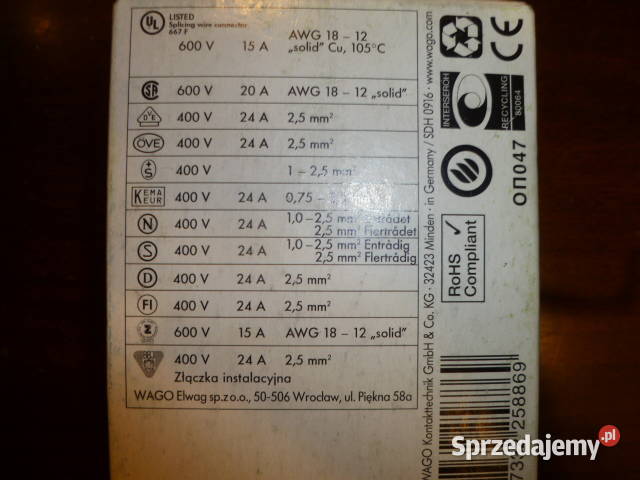 UL LISTED
Splicing wire connector
667 F
600 V 15 A AWG 18 – 12
„solid" Cu, 105°C
600 V 20 A AWG 18 – 12 „solid"
VDE 400 V 24 A 2,5 mm²
ÖVE 400 V 24 A 2,5 mm²
+S 400 V 1 – 2,5 mm²
KEMA KEUR 400 V 24 A 0,75
N 400 V 24 A 1,0–2,5 mm² Entrådet
2,5 mm² Flertrådet
S 400 V 24 A 1,0–2,5 mm² Entrådig
2,5 mm² Flertrådig
D 400 V 24 A 2,5 mm²
FI 400 V 24 A 2,5 mm²
600 V 15 A AWG 18 – 12 „solid"
400 V 24 A 2,5 mm²
Złączka instalacyjna
WAGO Elwag sp.z o.o., 50-506 Wrocław, ul. Piękna 58a
WAGO Kontakttechnik GmbH & Co. KG · 32423 Minden · in Germany / SDH 0916 · www.wago.com
CE
INTERSEROH
RECYCLING
80064
ОП047
RoHS
Compliant
258869
Sprzedajemy.pl